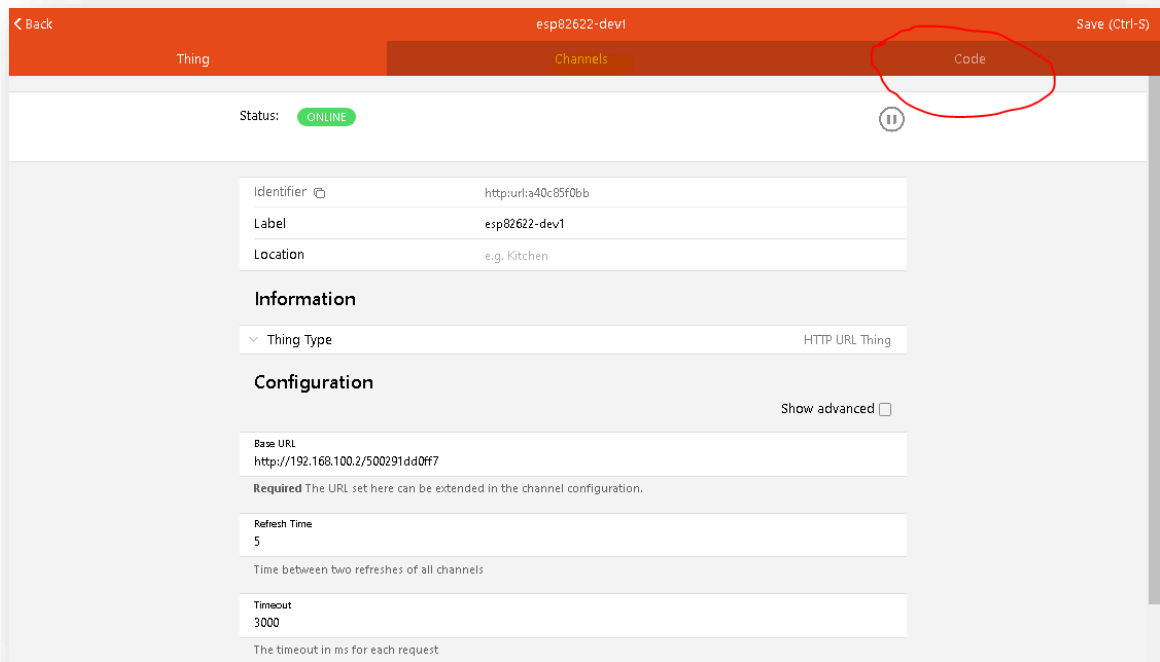 Back
esp82622-dev1
Save (Ctrl-S)
Thing
Channels
Code
Status:
ONLINE
Identifier
http:url:a40c85f0bb
Label
esp82622-dev1
Location
e.g. Kitchen
Information
Thing Type
HTTP URL Thing
Configuration
Show advanced
Base URL
http://192.168.100.2/500291dd0ff7
Required The URL set here can be extended in the channel configuration.
Refresh Time
5
Time between two refreshes of all channels
Timeout
3000
The timeout in ms for each request